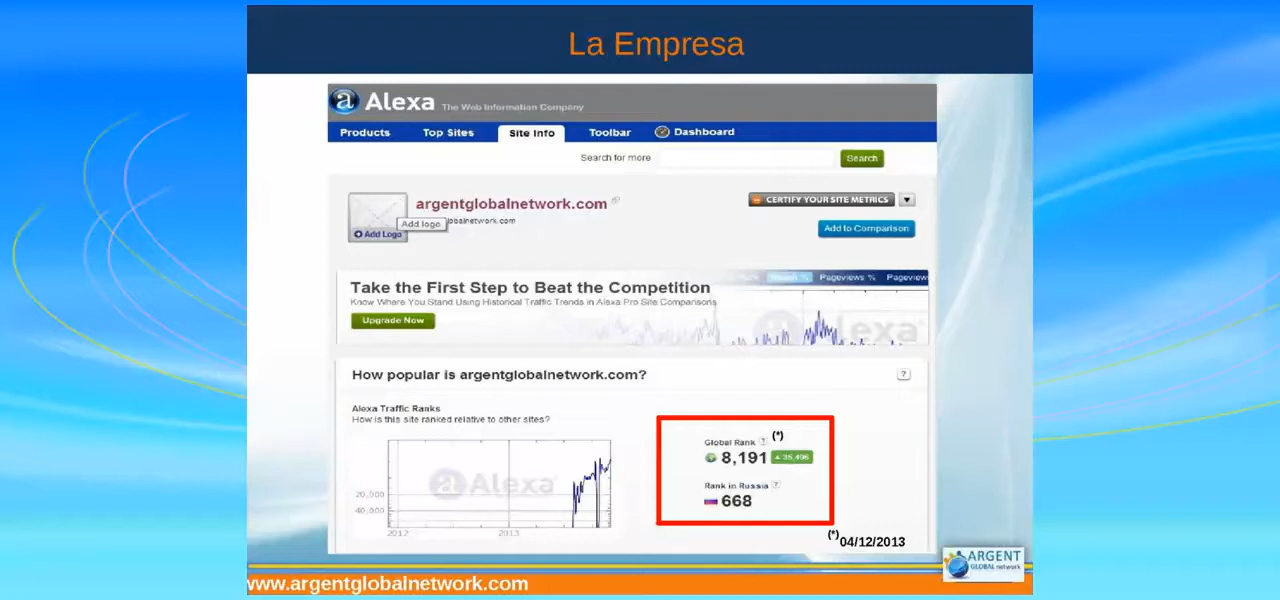 La Empresa
Alexa The Web Information Company
Products Top Sites Site Info Toolbar Dashboard
Search for more Search
argentglobalnetwork.com
CERTIFY YOUR SITE METRICS
Add logo
Add Logo
Add to Comparison
Pageviews % Pageview
Take the First Step to Beat the Competition
Know Where You Stand Using Historical Traffic Trends in Alexa Pro Site Comparisons
Upgrade Now
Alexa
How popular is argentglobalnetwork.com? ?
Alexa Traffic Ranks
How is this site ranked relative to other sites?
Alexa
20,000
40,000
2012 2013
Global Rank ? (*)
8,191 35,496
Rank in Russia ?
668
(*)04/12/2013
ARGENT
GLOBAL network
www.argentglobalnetwork.com